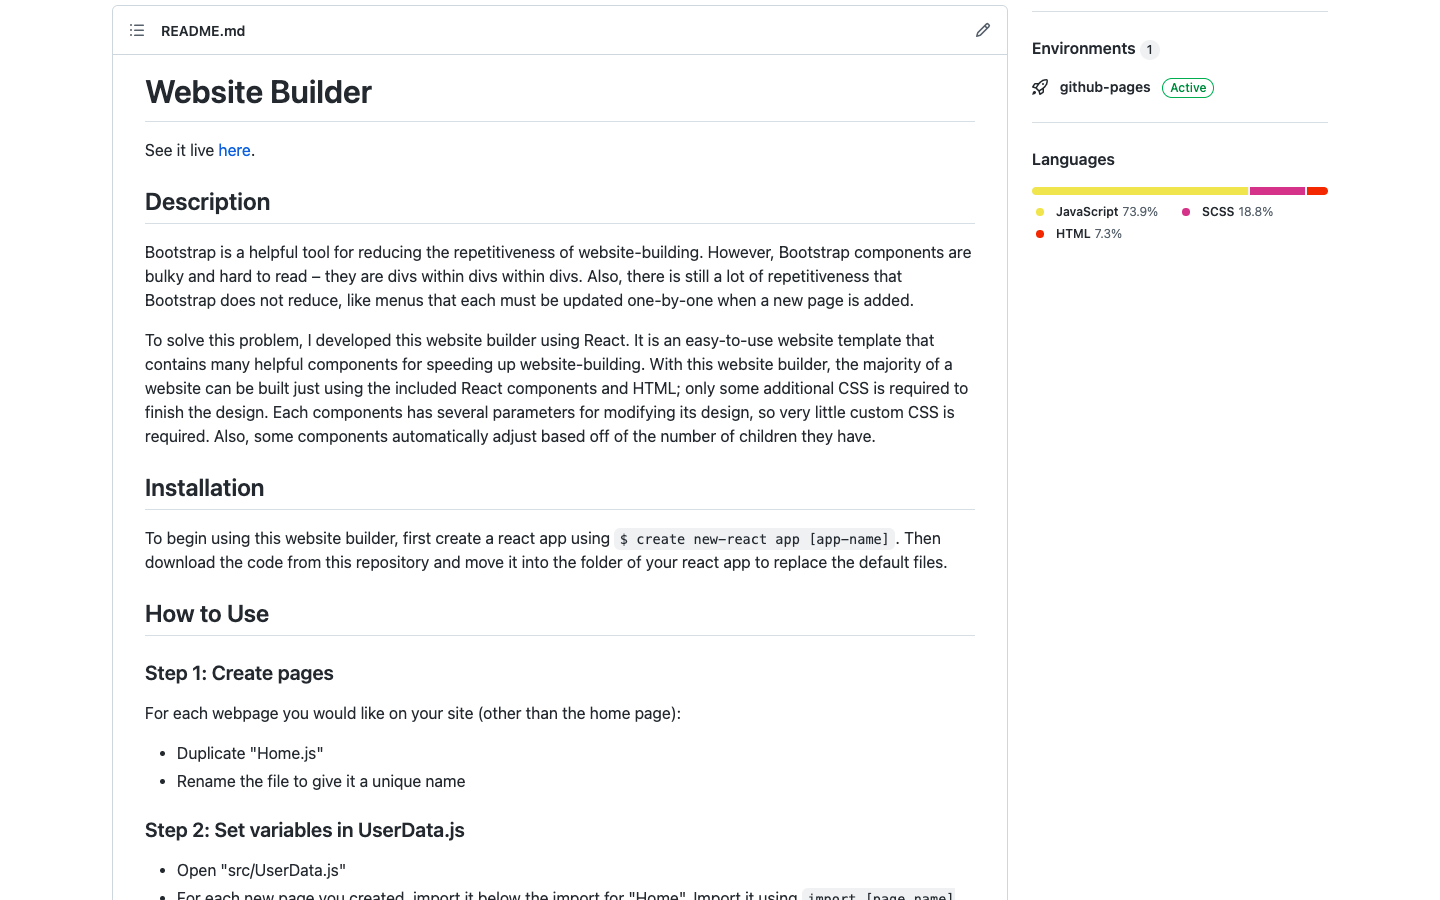 README.md
Website Builder
See it live here.
Description
Bootstrap is a helpful tool for reducing the repetitiveness of website-building. However, Bootstrap components are
bulky and hard to read – they are divs within divs within divs. Also, there is still a lot of repetitiveness that
Bootstrap does not reduce, like menus that each must be updated one-by-one when a new page is added.
To solve this problem, I developed this website builder using React. It is an easy-to-use website template that
contains many helpful components for speeding up website-building. With this website builder, the majority of a
website can be built just using the included React components and HTML; only some additional CSS is required to
finish the design. Each components has several parameters for modifying its design, so very little custom CSS is
required. Also, some components automatically adjust based off of the number of children they have.
Installation
To begin using this website builder, first create a react app using $ create new-react app [app-name] . Then
download the code from this repository and move it into the folder of your react app to replace the default files.
How to Use
Step 1: Create pages
For each webpage you would like on your site (other than the home page):
• Duplicate "Home.js"
• Rename the file to give it a unique name
Step 2: Set variables in UserData.js
• Open "src/UserData.js"
• For each new page you created, import it below the import for "Home". Import it using import [page name]
Environments 1
github-pages Active
Languages
JavaScript 73.9% SCSS 18.8%
HTML 7.3%